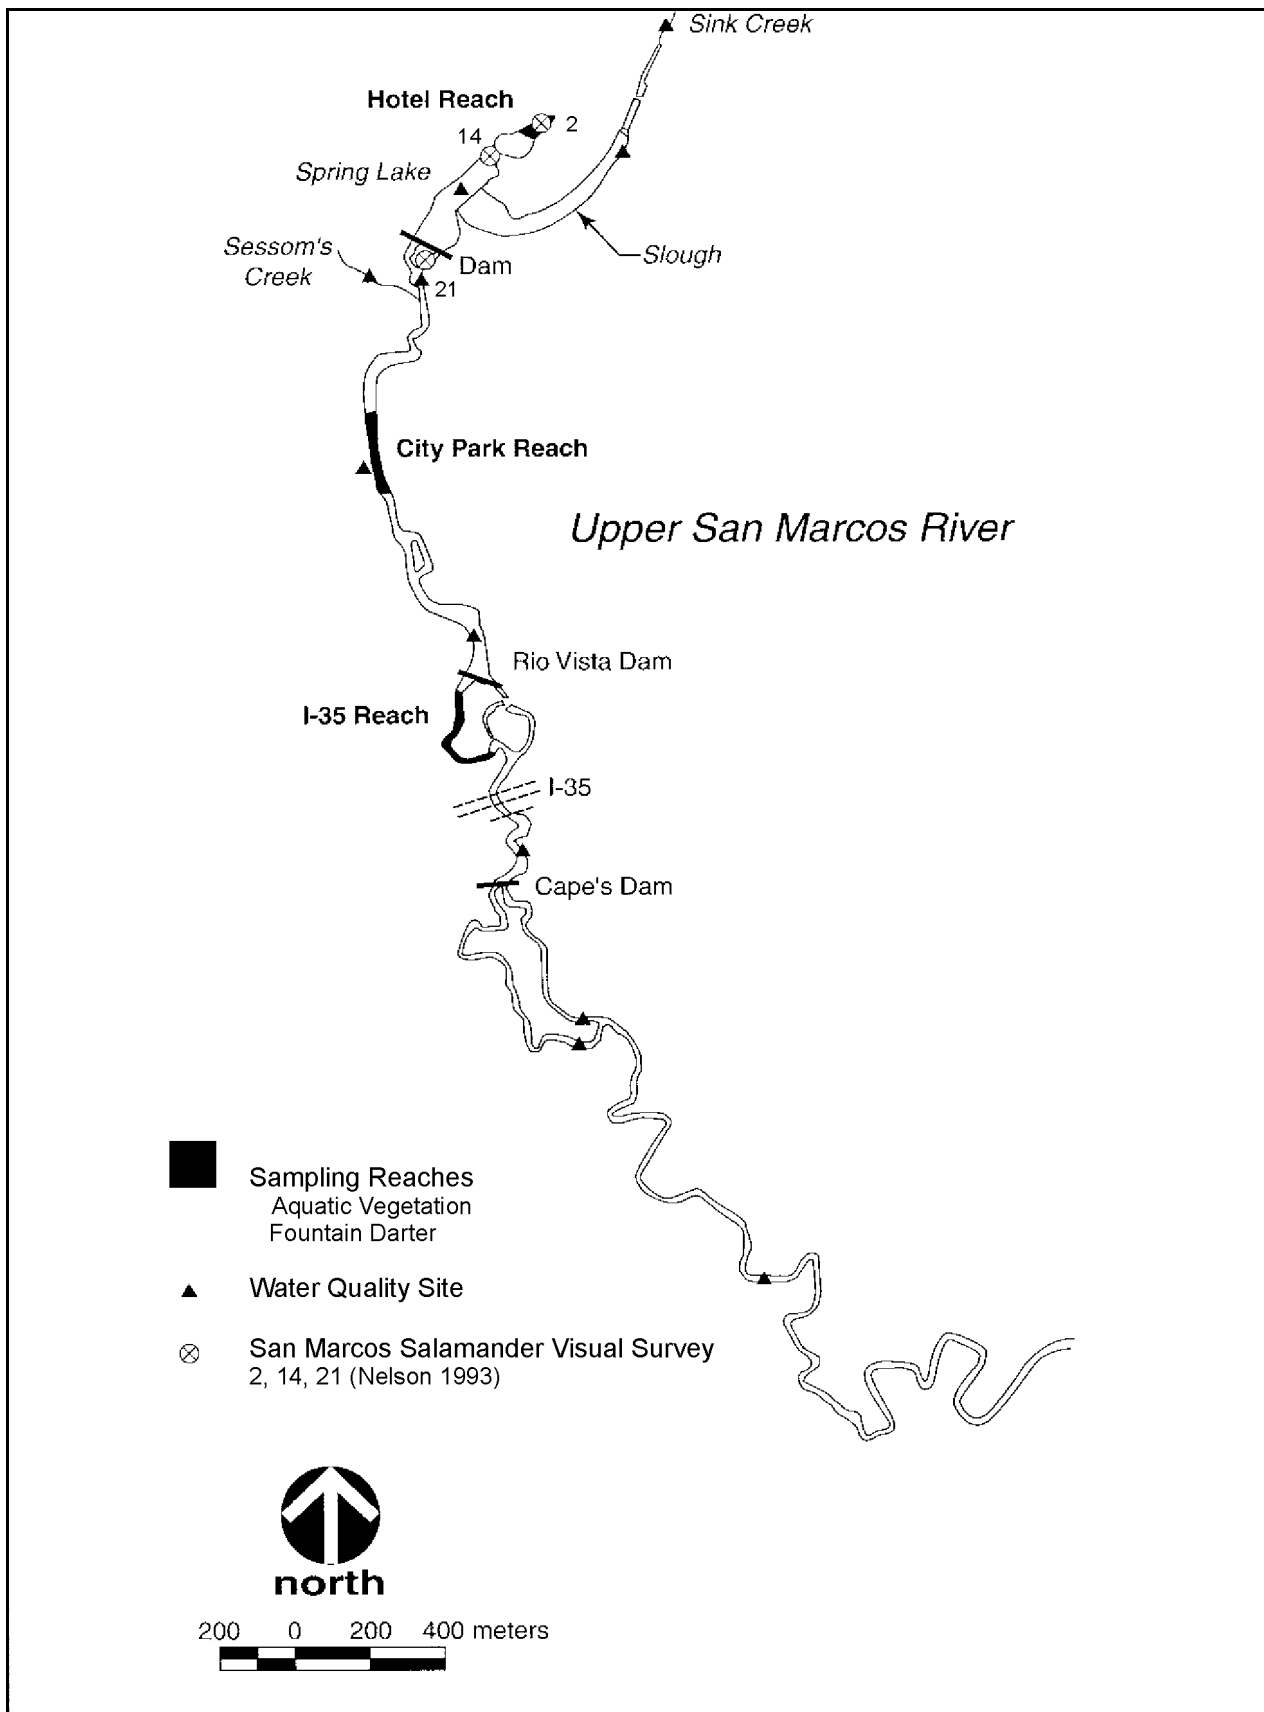 Sink Creek
Hotel Reach
2
14
Spring Lake
Sessom's
Creek
Slough
Dam
21
City Park Reach
Upper San Marcos River
Rio Vista Dam
I-35 Reach
I-35
Cape's Dam
Sampling Reaches
Aquatic Vegetation
Fountain Darter
Water Quality Site
San Marcos Salamander Visual Survey
2, 14, 21 (Nelson 1993)
north
200 0 200 400 meters